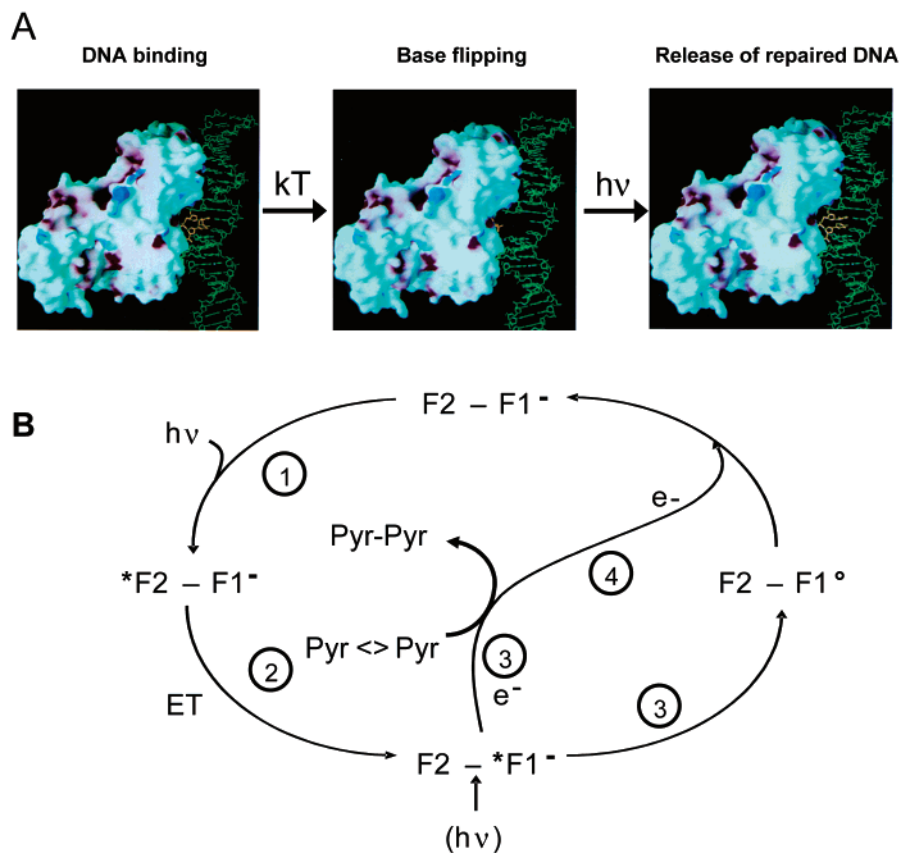 A
DNA binding
Base flipping
Release of repaired DNA
kT
hν
B
F2 – F1⁻
hν
1
e-
Pyr-Pyr
4
*F2 – F1⁻
F2 – F1°
Pyr <> Pyr
3
2
e⁻
3
ET
F2 – *F1⁻
(hν)